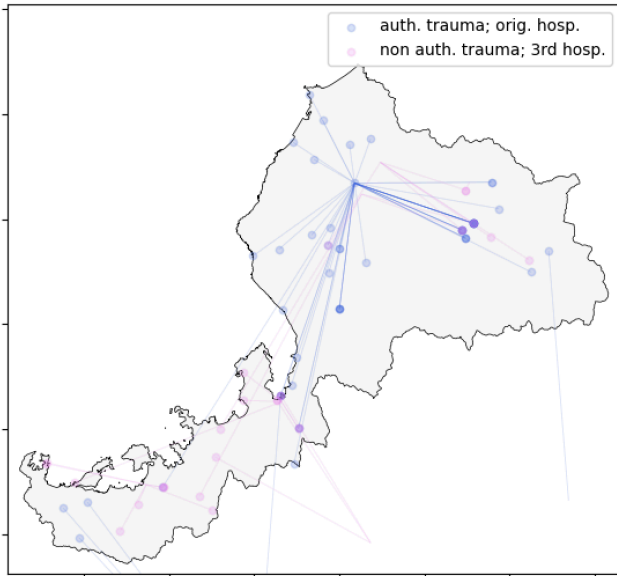 auth. trauma; orig. hosp.
non auth. trauma; 3rd hosp.